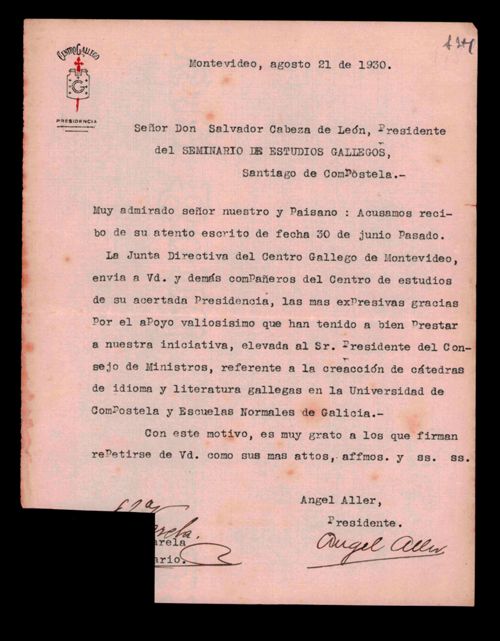 CENTRO GALLEGO
G
PRESIDENCIA
Montevideo, agosto 21 de 1930.
Señor Don Salvador Cabeza de León, Presidente
del SEMINARIO DE ESTUDIOS GALLEGOS,
Santiago de ComPòstela.-
Muy admirado señor nuestro y Paisano : Acusamos reci-
bo de su atento escrito de fecha 30 de junio Pasado.
La Junta Directiva del Centro Gallego de Montevideo,
envia a Vd. y demás comPañeros del Centro de estudios
de su acertada Presidencia, las mas exPresivas gracias
Por el aPoyo valiosisimo que han tenido a bien Prestar
a nuestra iniciativa, elevada al Sr. Presidente del Con-
sejo de Ministros, referente a la creacción de cátedras
de idioma y literatura gallegas en la Universidad de
ComPostela y Escuelas Normales de Galicia.-
Con este motivo, es muy grato a los que firman
rePetirse de Vd. como sus mas attos, affmos. y ss. ss.
Angel Aller,
Presidente.
Angel Aller
arela.
arela
ario.